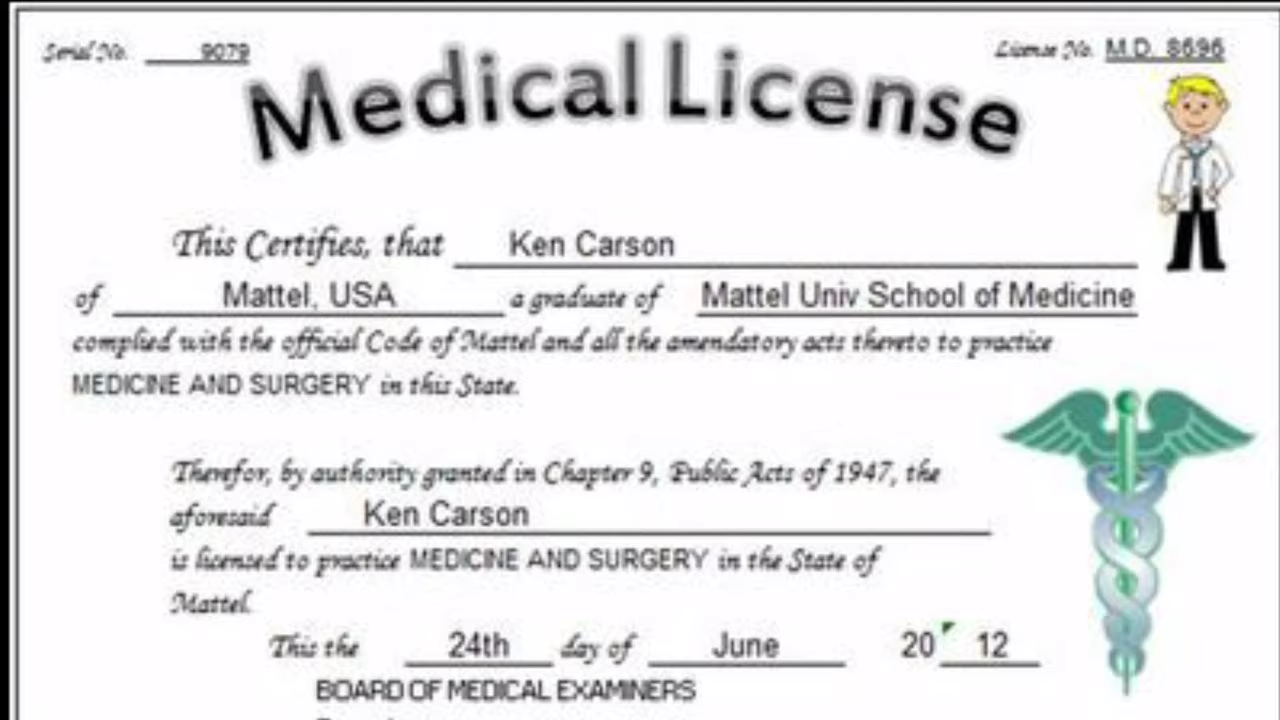 Serial No. 9079
License No. M.D. 8696
Medical License
This Certifies, that Ken Carson
of Mattel, USA a graduate of Mattel Univ School of Medicine
complied with the official Code of Mattel and all the amendatory acts thereto to practice
MEDICINE AND SURGERY in this State.
Therefor, by authority granted in Chapter 9, Public Acts of 1947, the
aforesaid Ken Carson
is licensed to practice MEDICINE AND SURGERY in the State of
Mattel.
This the 24th day of June 20 12
BOARD OF MEDICAL EXAMINERS